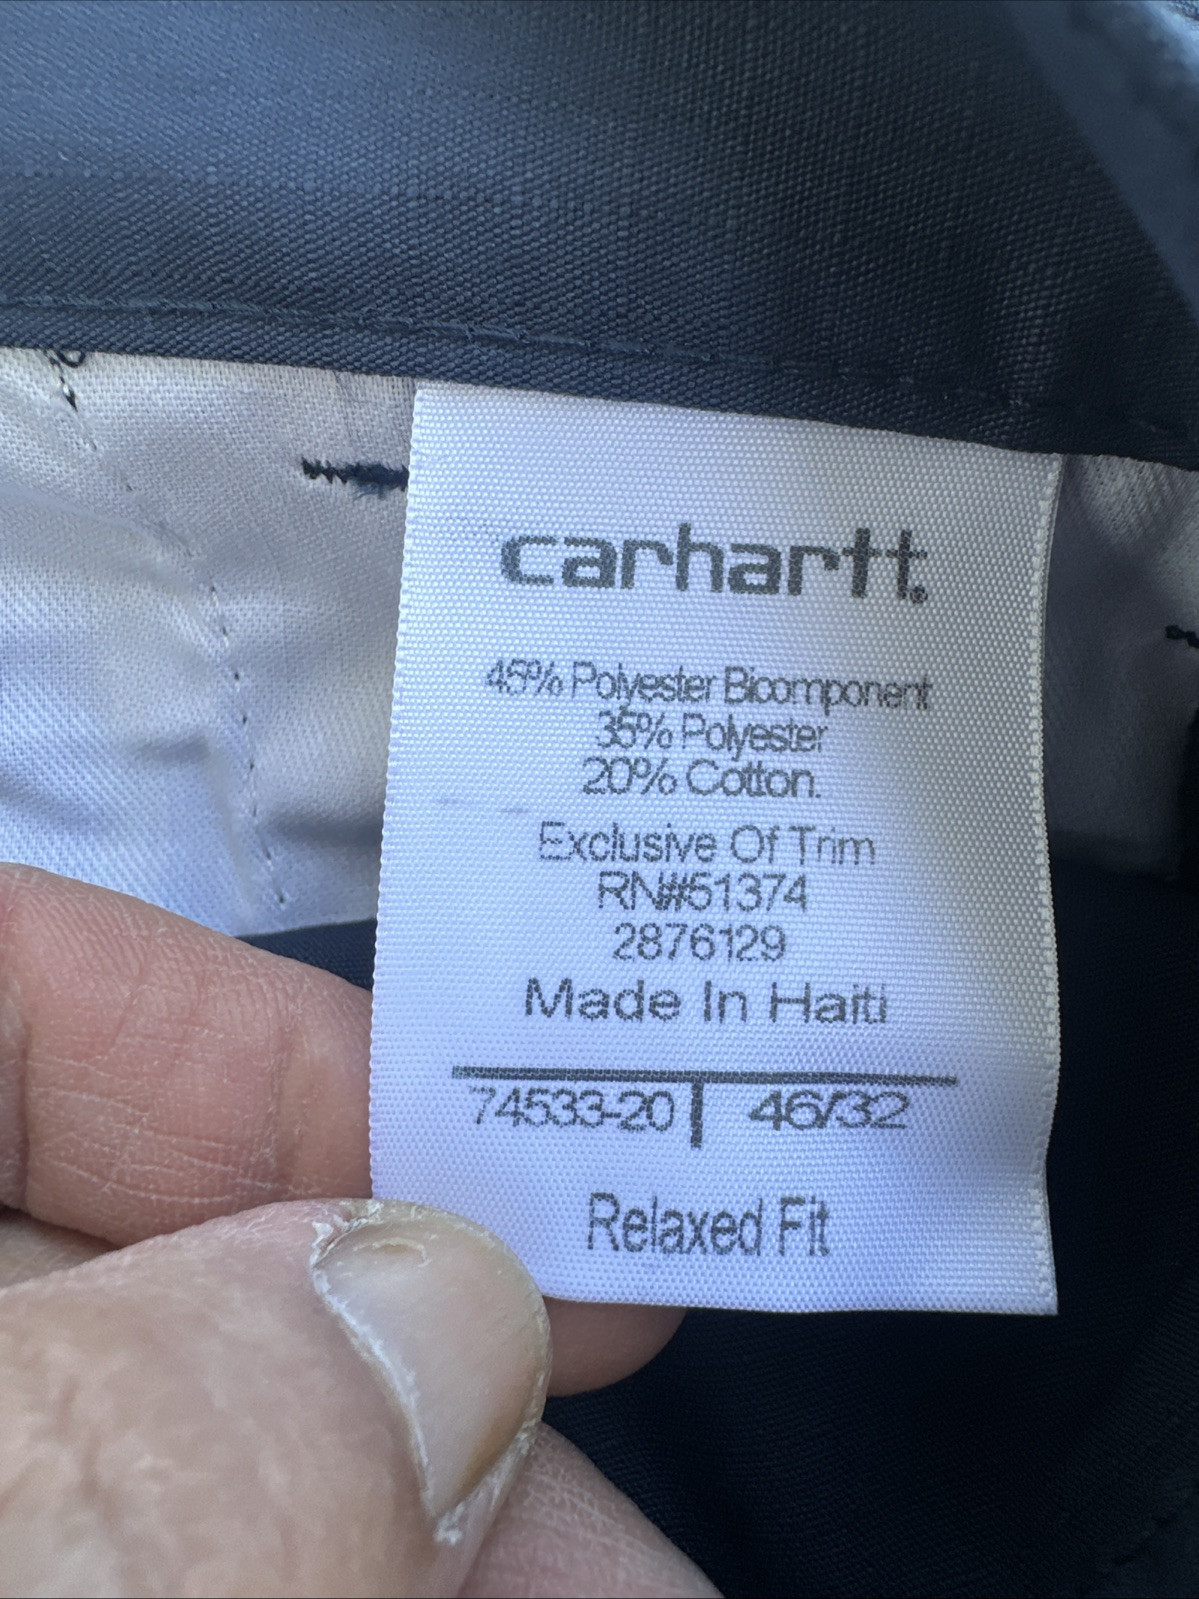 carhartt.
45% Polyester Bicomponent
35% Polyester
20% Cotton.
Exclusive Of Trim
RN#51374
2876129
Made In Haiti
74533-20 46/32
Relaxed Fit